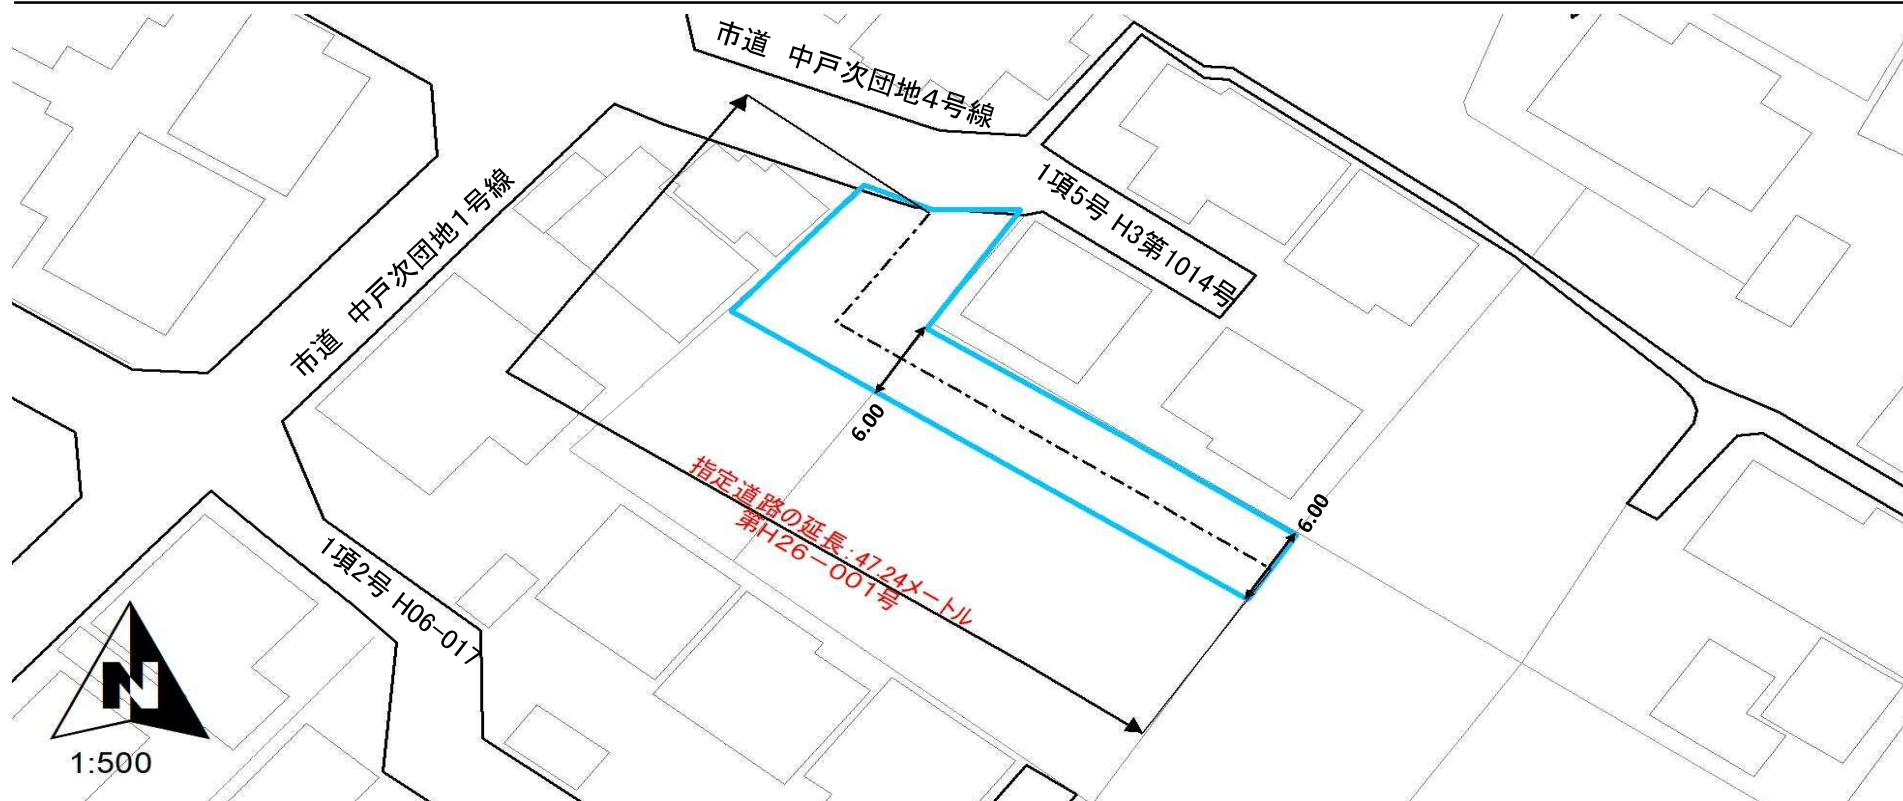 市道 中戸次団地4号線
1項5号 H3第1014号
市道 中戸次団地1号線
6.00
6.00
指定道路の延長：47.24メートル
第H26－001号
1項2号 H06-017
N
1:500